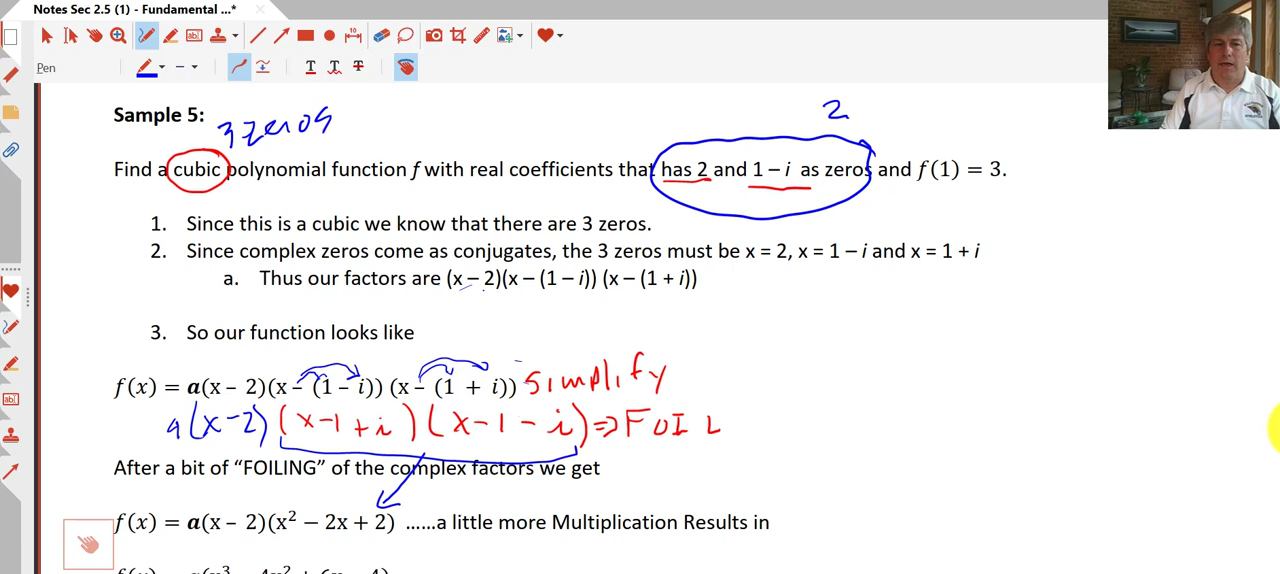 Notes Sec 2.5 (1) - Fundamental ...*
Pen
Sample 5:
3 zeros
2
Find a cubic polynomial function f with real coefficients that has 2 and 1 − i as zeros and f(1) = 3.
1. Since this is a cubic we know that there are 3 zeros.
2. Since complex zeros come as conjugates, the 3 zeros must be x = 2, x = 1 − i and x = 1 + i
a. Thus our factors are (x – 2)(x – (1 – i)) (x – (1 + i))
3. So our function looks like
f(x) = a(x – 2)(x – (1 – i)) (x – (1 + i)) Simplify
a(x-2)(x-1+i)(x-1-i) ⇒ FOIL
After a bit of "FOILING" of the complex factors we get
f(x) = a(x – 2)(x² − 2x + 2) ......a little more Multiplication Results in